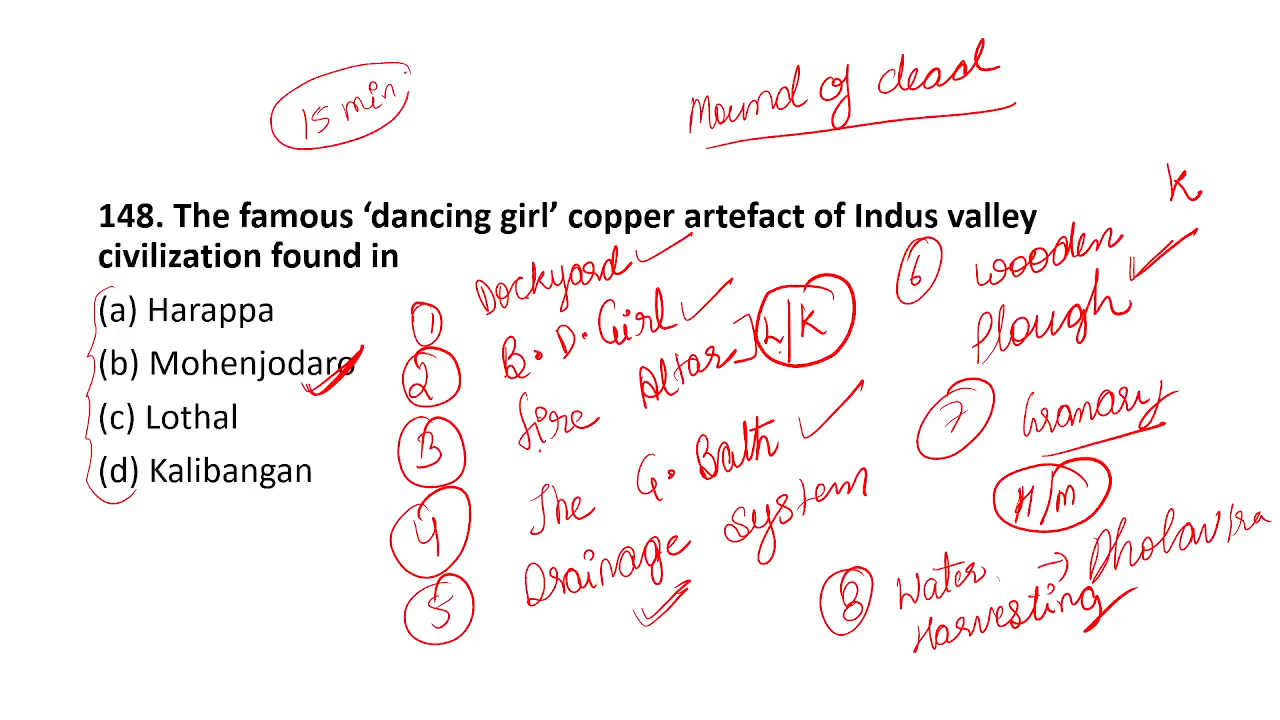 15 min
Mound of dead
148. The famous ‘dancing girl’ copper artefact of Indus valley
civilization found in
(a) Harappa
(b) Mohenjodaro
(c) Lothal
(d) Kalibangan
1 Dockyard
2 B. D. Girl
3 fire Altar] L/K
4 The G. Bath
5 Drainage system
K
6 wooden
Plough
7 Granary
H/m
8 Water → Dholavira
Harvesting